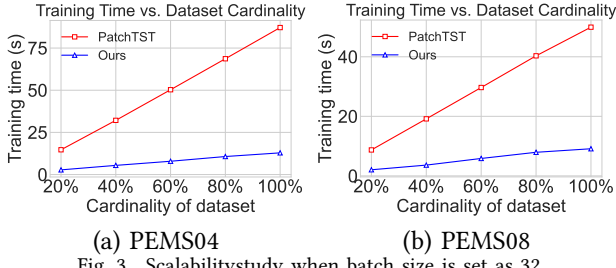 Training Time vs. Dataset Cardinality
Training time (s)
75
50
25
0
PatchTST
Ours
20% 40% 60% 80% 100%
Cardinality of dataset
(a) PEMS04
Training Time vs. Dataset Cardinality
Training time (s)
40
20
0
PatchTST
Ours
20% 40% 60% 80% 100%
Cardinality of dataset
(b) PEMS08
Fig. 3. Scalabilitystudy when batch size is set as 32